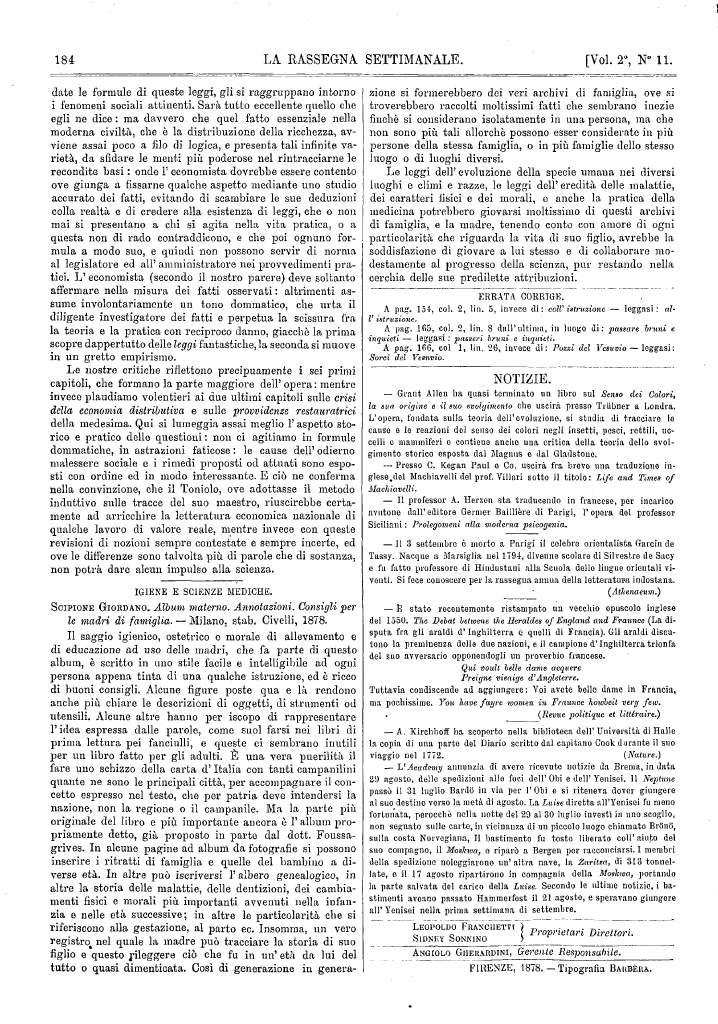 184
LA RASSEGNA SETTIMANALE.
[Vol. 2°, N° 11.
date le formule di queste leggi, gli si raggruppano intorno
i fenomeni sociali attinenti. Sarà tutto eccellente quello che
egli ne dice: ma davvero che quel fatto essenziale nella
moderna civiltà, che è la distribuzione della ricchezza, av-
viene assai poco a filo di logica, e presenta tali infinite va-
rietà, da sfidare le menti più poderose nel rintracciarne le
recondite basi: onde l'economista dovrebbe essere contento
ove giunga a fissarne qualche aspetto mediante uno studio
accurato dei fatti, evitando di scambiare le sue deduzioni
colla realtà e di credere alla esistenza di leggi, che o non
mai si presentano a chi si agita nella vita pratica, o a
questa non di rado contraddicono, e che poi ognuno for-
mula a modo suo, e quindi non possono servir di norma
al legislatore ed all'amministratore nei provvedimenti pra-
tici. L'economista (secondo il nostro parere) deve soltanto
affermare nella misura dei fatti osservati: altrimenti as-
sume involontariamente un tono dommatico, che urta il
diligente investigatore dei fatti e perpetua la scissura fra
la teoria e la pratica con reciproco danno, giacchè la prima
scopre dappertutto delle leggi fantastiche, la seconda si muove
in un gretto empirismo.
Le nostre critiche riflettono precipuamente i sei primi
capitoli, che formano la parte maggiore dell'opera: mentre
invece plaudiamo volentieri ai due ultimi capitoli sulle crisi
della economia distributiva e sulle provvidenze restauratrici
della medesima. Qui si lumeggia assai meglio l'aspetto sto-
rico e pratico delle questioni: non ci agitiamo in formule
dommatiche, in astrazioni faticose: le cause dell'odierno
malessere sociale e i rimedi proposti od attuati sono espo-
sti con ordine ed in modo interessante. E ciò ne conferma
nella convinzione, che il Toniolo, ove adottasse il metodo
induttivo sulle tracce del suo maestro, riuscirebbe certa-
mente ad arricchire la letteratura economica nazionale di
qualche lavoro di valore reale, mentre invece con queste
revisioni di nozioni sempre contestate e sempre incerte, ed
ove le differenze sono talvolta più di parole che di sostanza,
non potrà dare alcun impulso alla scienza.
IGIENE E SCIENZE MEDICHE.
SCIPIONE GIORDANO. Album materno. Annotazioni. Consigli per
le madri di famiglia. — Milano, stab. Civelli, 1878.
Il saggio igienico, ostetrico e morale di allevamento e
di educazione ad uso delle madri, che fa parte di questo
album, è scritto in uno stile facile e intelligibile ad ogni
persona appena tinta di una qualche istruzione, ed è ricco
di buoni consigli. Alcune figure poste qua e là rendono
anche più chiare le descrizioni di oggetti, di strumenti od
utensili. Alcune altre hanno per iscopo di rappresentare
l'idea espressa dalle parole, come suol farsi nei libri di
prima lettura pei fanciulli, e queste ci sembrano inutili
per un libro fatto per gli adulti. È una vera puerilità il
fare uno schizzo della carta d'Italia con tanti campanilini
quante ne sono le principali città, per accompagnare il con-
cetto espresso nel testo, che per patria deve intendersi la
nazione, non la regione o il campanile. Ma la parte più
originale del libro e più importante ancora è l'album pro-
priamente detto, già proposto in parte dal dott. Foussa-
grives. In alcune pagine ad album da fotografie si possono
inserire i ritratti di famiglia e quelle del bambino a di-
verse età. In altre può iscriversi l'albero genealogico, in
altre la storia delle malattie, delle dentizioni, dei cambia-
menti fisici e morali più importanti avvenuti nella infan-
zia e nelle età successive; in altre le particolarità che si
riferiscono alla gestazione, al parto ec. Insomma, un vero
registro nel quale la madre può tracciare la storia di suo
figlio e questo rileggere ciò che fu in un'età da lui del
tutto o quasi dimenticata. Così di generazione in genera-
zione si formerebbero dei veri archivi di famiglia, ove si
troverebbero raccolti moltissimi fatti che sembrano inezie
finchè si considerano isolatamente in una persona, ma che
non sono più tali allorchè possono esser considerate in più
persone della stessa famiglia, o in più famiglie dello stesso
luogo o di luoghi diversi.
Le leggi dell'evoluzione della specie umana nei diversi
luoghi e climi e razze, le leggi dell'eredità delle malattie,
dei caratteri fisici e dei morali, e anche la pratica della
medicina potrebbero giovarsi moltissimo di questi archivi
di famiglia, e la madre, tenendo conto con amore di ogni
particolarità che riguarda la vita di suo figlio, avrebbe la
soddisfazione di giovare a lui stesso e di collaborare mo-
destamente al progresso della scienza, pur restando nella
cerchia delle sue predilette attribuzioni.
ERRATA CORRIGE.
A pag. 154, col. 2, lin. 5, invece di: coll' istruzione — leggasi: al-
l' istruzione.
A pag. 165, col. 2, lin. 8 dall'ultima, in luogo di: passare bruni e
inquieti — leggasi: passeri bruni e inquieti.
A pag. 166, col 1, lin. 26, invece di: Pozzi del Vesuvio — leggasi:
Sorci del Vesuvio.
NOTIZIE.
— Grant Allen ha quasi terminato un libro sul Senso dei Colori,
la sua origine e il suo svolgimento che uscirà presso Trübner a Londra.
L'opera, fondata sulla teoria dell'evoluzione, si studia di tracciare le
cause e le reazioni del senso dei colori negli insetti, pesci, rettili, uc-
celli e mammiferi e contiene anche una critica della teoria dello svol-
gimento storico esposta dal Magnus e dal Gladstone.
— Presso C. Kegan Paul e Co. uscirà fra breve una traduzione in-
glese del Machiavelli del prof. Villari sotto il titolo: Life and Times of
Machiavelli.
— Il professor A. Herzen sta traducendo in francese, per incarico
avutone dall'editore Germer Baillière di Parigi, l'opera del professor
Siciliani: Prolegomeni alla moderna psicogenia.
— Il 3 settembre è morto a Parigi il celebre orientalista Garcin de
Tassy. Nacque a Marsiglia nel 1794, divenne scolare di Silvestre de Sacy
e fu fatto professore di Hindustani alla Scuola delle lingue orientali vi-
venti. Si fece conoscere per la rassegna annua della letteratura indostana.
(Athenaeum.)
— È stato recentemente ristampato un vecchio opuscolo inglese
del 1550. The Debat betwene the Heraldes of England and Fraunce (La di-
sputa fra gli araldi d'Inghilterra e quelli di Francia). Gli araldi discu-
tono la preminenza delle due nazioni, e il campione d'Inghilterra trionfa
del suo avversario opponendogli un proverbio francese.
Qui voult belle dame acquere
Preigne visaige d'Angleterre.
Tuttavia condiscende ad aggiungere: Voi avete belle dame in Francia,
ma pochissime. You have fayre women in Fraunce howbeit very few.
(Revue politique et littéraire.)
— A. Kirchhoff ha scoperto nella biblioteca dell'Università di Halle
la copia di una parte del Diario scritto dal capitano Cook durante il suo
viaggio nel 1772.
(Nature.)
— L'Academy annunzia di avere ricevute notizie da Brema, in data
29 agosto, delle spedizioni alle foci dell'Obi e dell'Yenisei. Il Neptune
passò il 31 luglio Bardö in via per l'Obi e si riteneva dover giungere
al suo destino verso la metà di agosto. La Luise diretta all'Yenisei fu meno
fortunata, perocchè nella notte del 29 al 30 luglio investì in uno scoglio,
non segnato sulle carte, in vicinanza di un piccolo luogo chiamato Brönö,
sulla costa Norvegiana, Il bastimento fu tosto liberato coll'aiuto del
suo compagno, il Moskwa, e riparò a Bergen per racconciarsi. I membri
della spedizione noleggiarono un'altra nave, la Zaritza, di 313 tonnel-
late, e il 17 agosto ripartirono in compagnia della Moskwa, portando
la parte salvata del carico della Luise. Secondo le ultime notizie, i ba-
stimenti aveano passato Hammerfest il 21 agosto, e speravano giungere
all'Yenisei nella prima settimana di settembre.
LEOPOLDO FRANCHETTI
SIDNEY SONNINO
Proprietari Direttori.
ANGIOLO GHERARDINI, Gerente Responsabile.
FIRENZE, 1878. — Tipografia BARBÈRA.